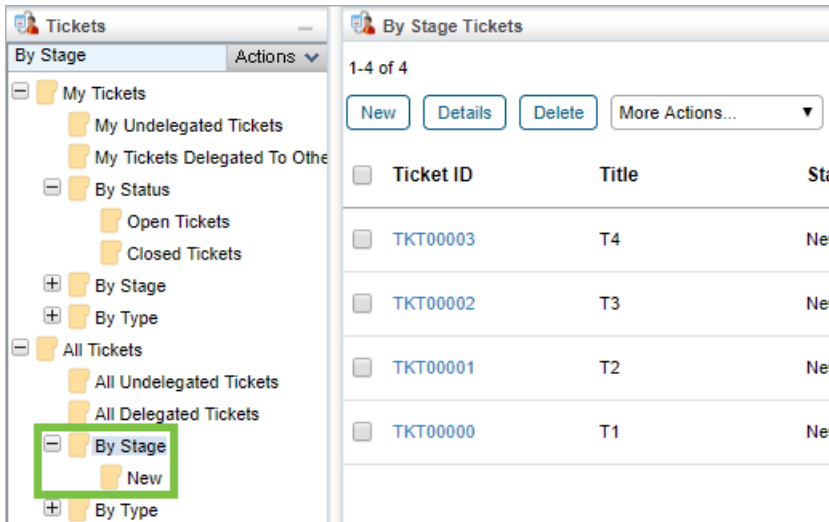 Tickets
By Stage Actions
My Tickets
My Undelegated Tickets
My Tickets Delegated To Othe
By Status
Open Tickets
Closed Tickets
By Stage
By Type
All Tickets
All Undelegated Tickets
All Delegated Tickets
By Stage
New
By Type
By Stage Tickets
1-4 of 4
New Details Delete More Actions...
Ticket ID Title Sta
TKT00003 T4 Ne
TKT00002 T3 Ne
TKT00001 T2 Ne
TKT00000 T1 Ne